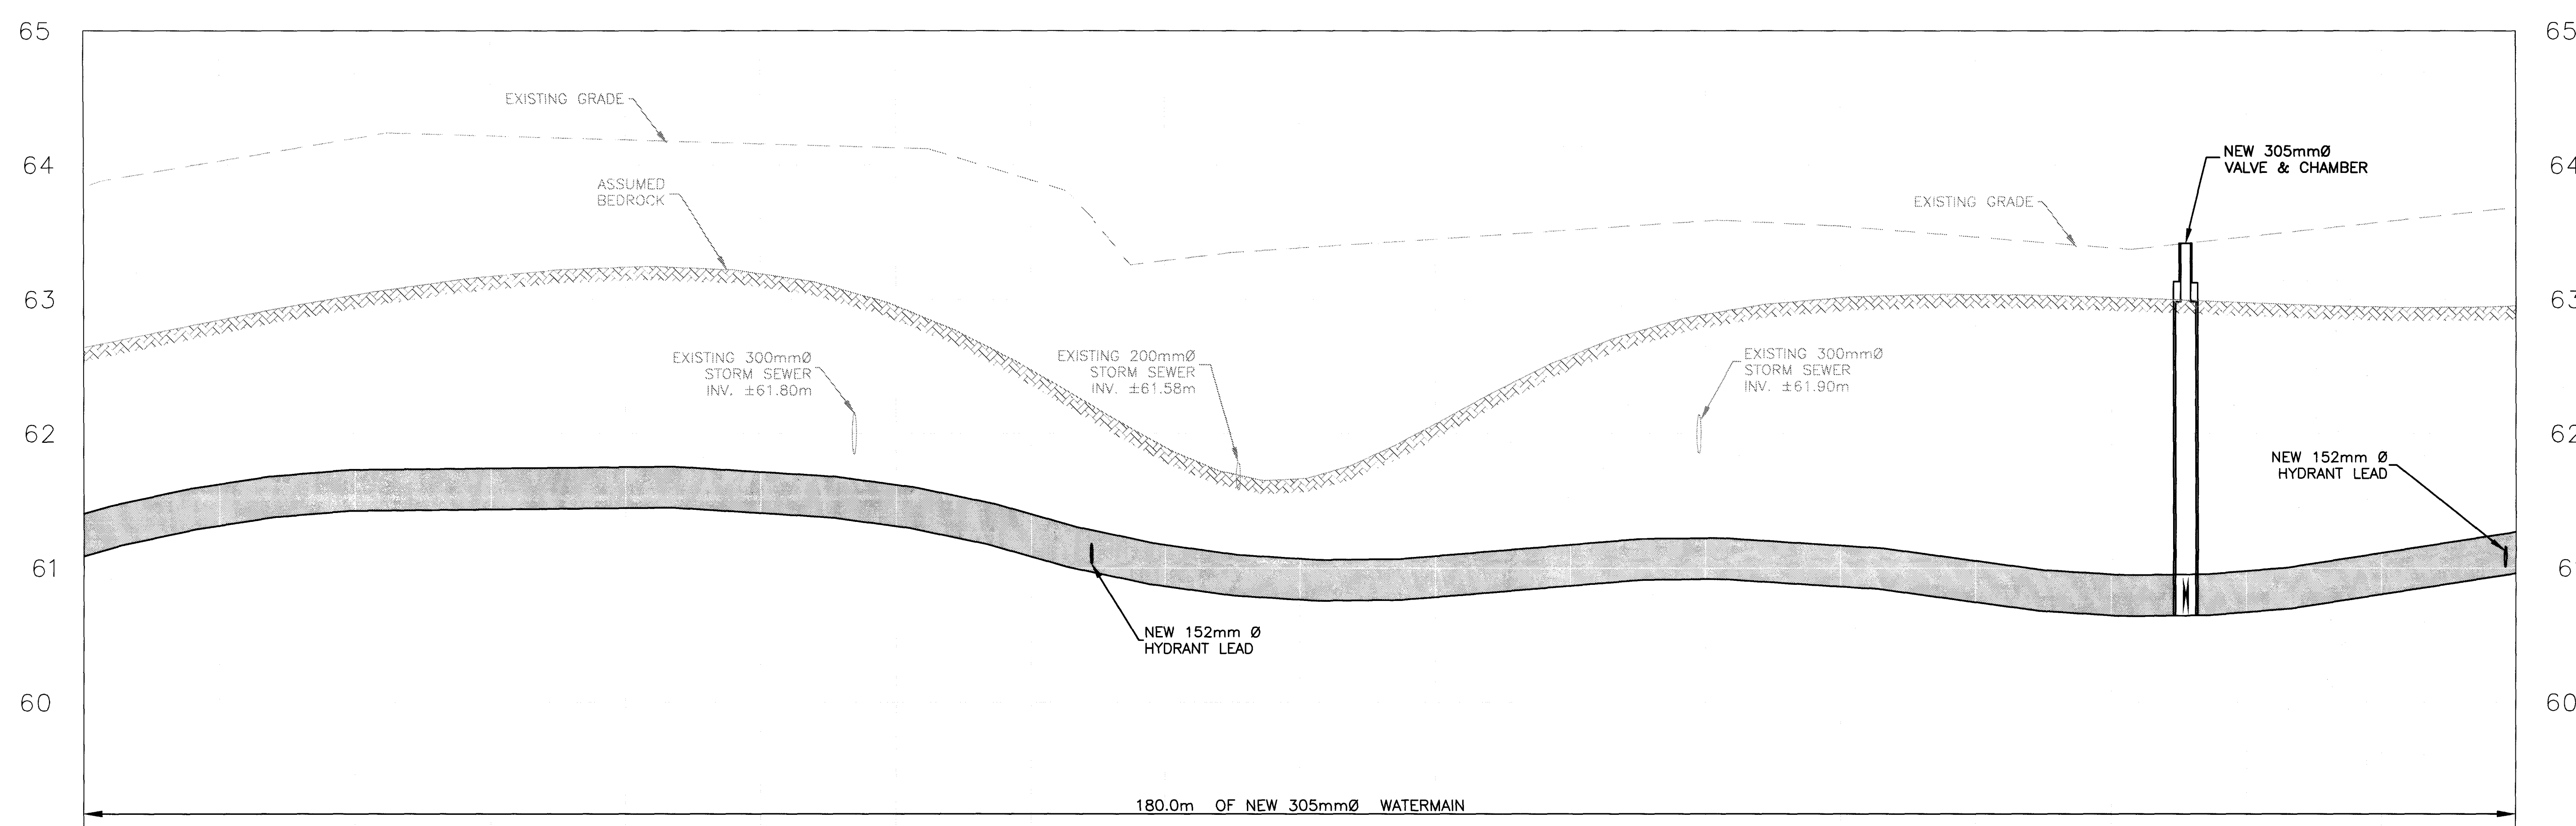 65
65
EXISTING GRADE
NEW 305mmØ
VALVE & CHAMBER
64
64
ASSUMED
BEDROCK
EXISTING GRADE
63
63
EXISTING 300mmØ
STORM SEWER
INV. ±61.80m
EXISTING 200mmØ
STORM SEWER
INV. ±61.58m
EXISTING 300mmØ
STORM SEWER
INV. ±61.90m
62
62
NEW 152mm Ø
HYDRANT LEAD
61
6
NEW 152mm Ø
HYDRANT LEAD
60
60
180.0m OF NEW 305mmØ WATERMAIN